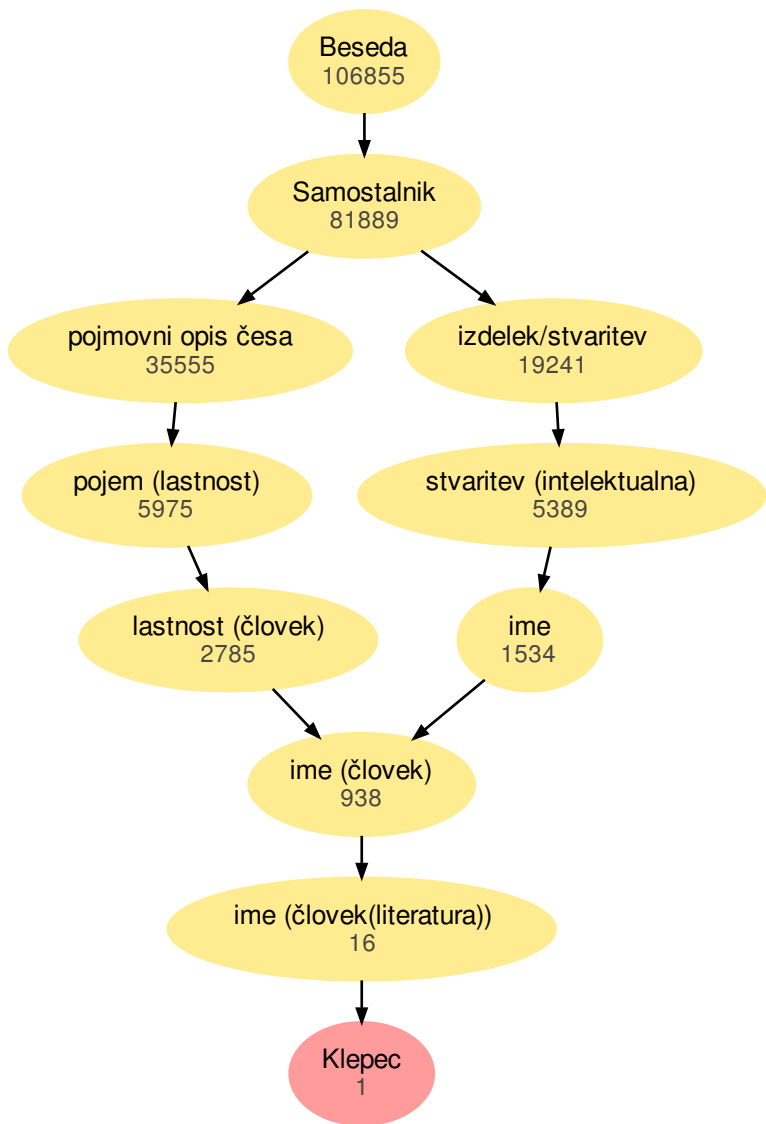 Beseda
106855
Samostalnik
81889
pojmovni opis česa
35555
izdelek/stvaritev
19241
pojem (lastnost)
5975
stvaritev (intelektualna)
5389
lastnost (človek)
2785
ime
1534
ime (človek)
938
ime (človek(literatura))
16
Klepec
1